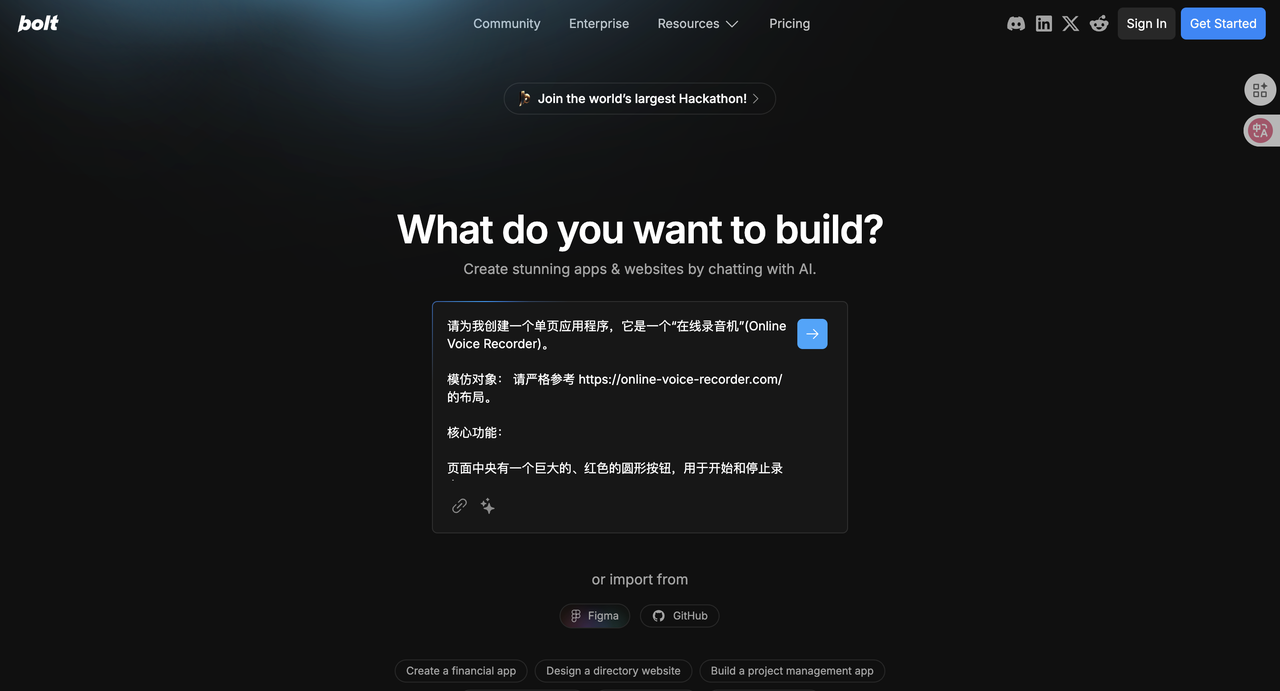 bolt
Community Enterprise Resources Pricing
Sign In Get Started
Join the world's largest Hackathon!
What do you want to build?
Create stunning apps & websites by chatting with AI.
请为我创建一个单页应用程序，它是一个“在线录音机”(Online
Voice Recorder)。
模仿对象： 请严格参考 https://online-voice-recorder.com/
的布局。
核心功能：
页面中央有一个巨大的、红色的圆形按钮，用于开始和停止录
or import from
Figma GitHub
Create a financial app Design a directory website Build a project management app